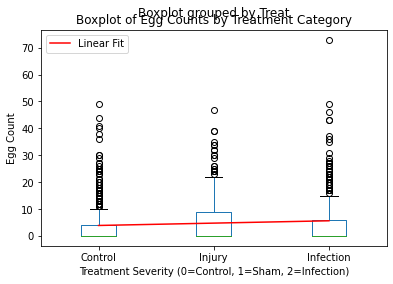 Boxplot grouped by Treat
Boxplot of Egg Counts by Treatment Category
70
60
50
40
30
20
10
0
Egg Count
Linear Fit
Control Injury Infection
Treatment Severity (0=Control, 1=Sham, 2=Infection)